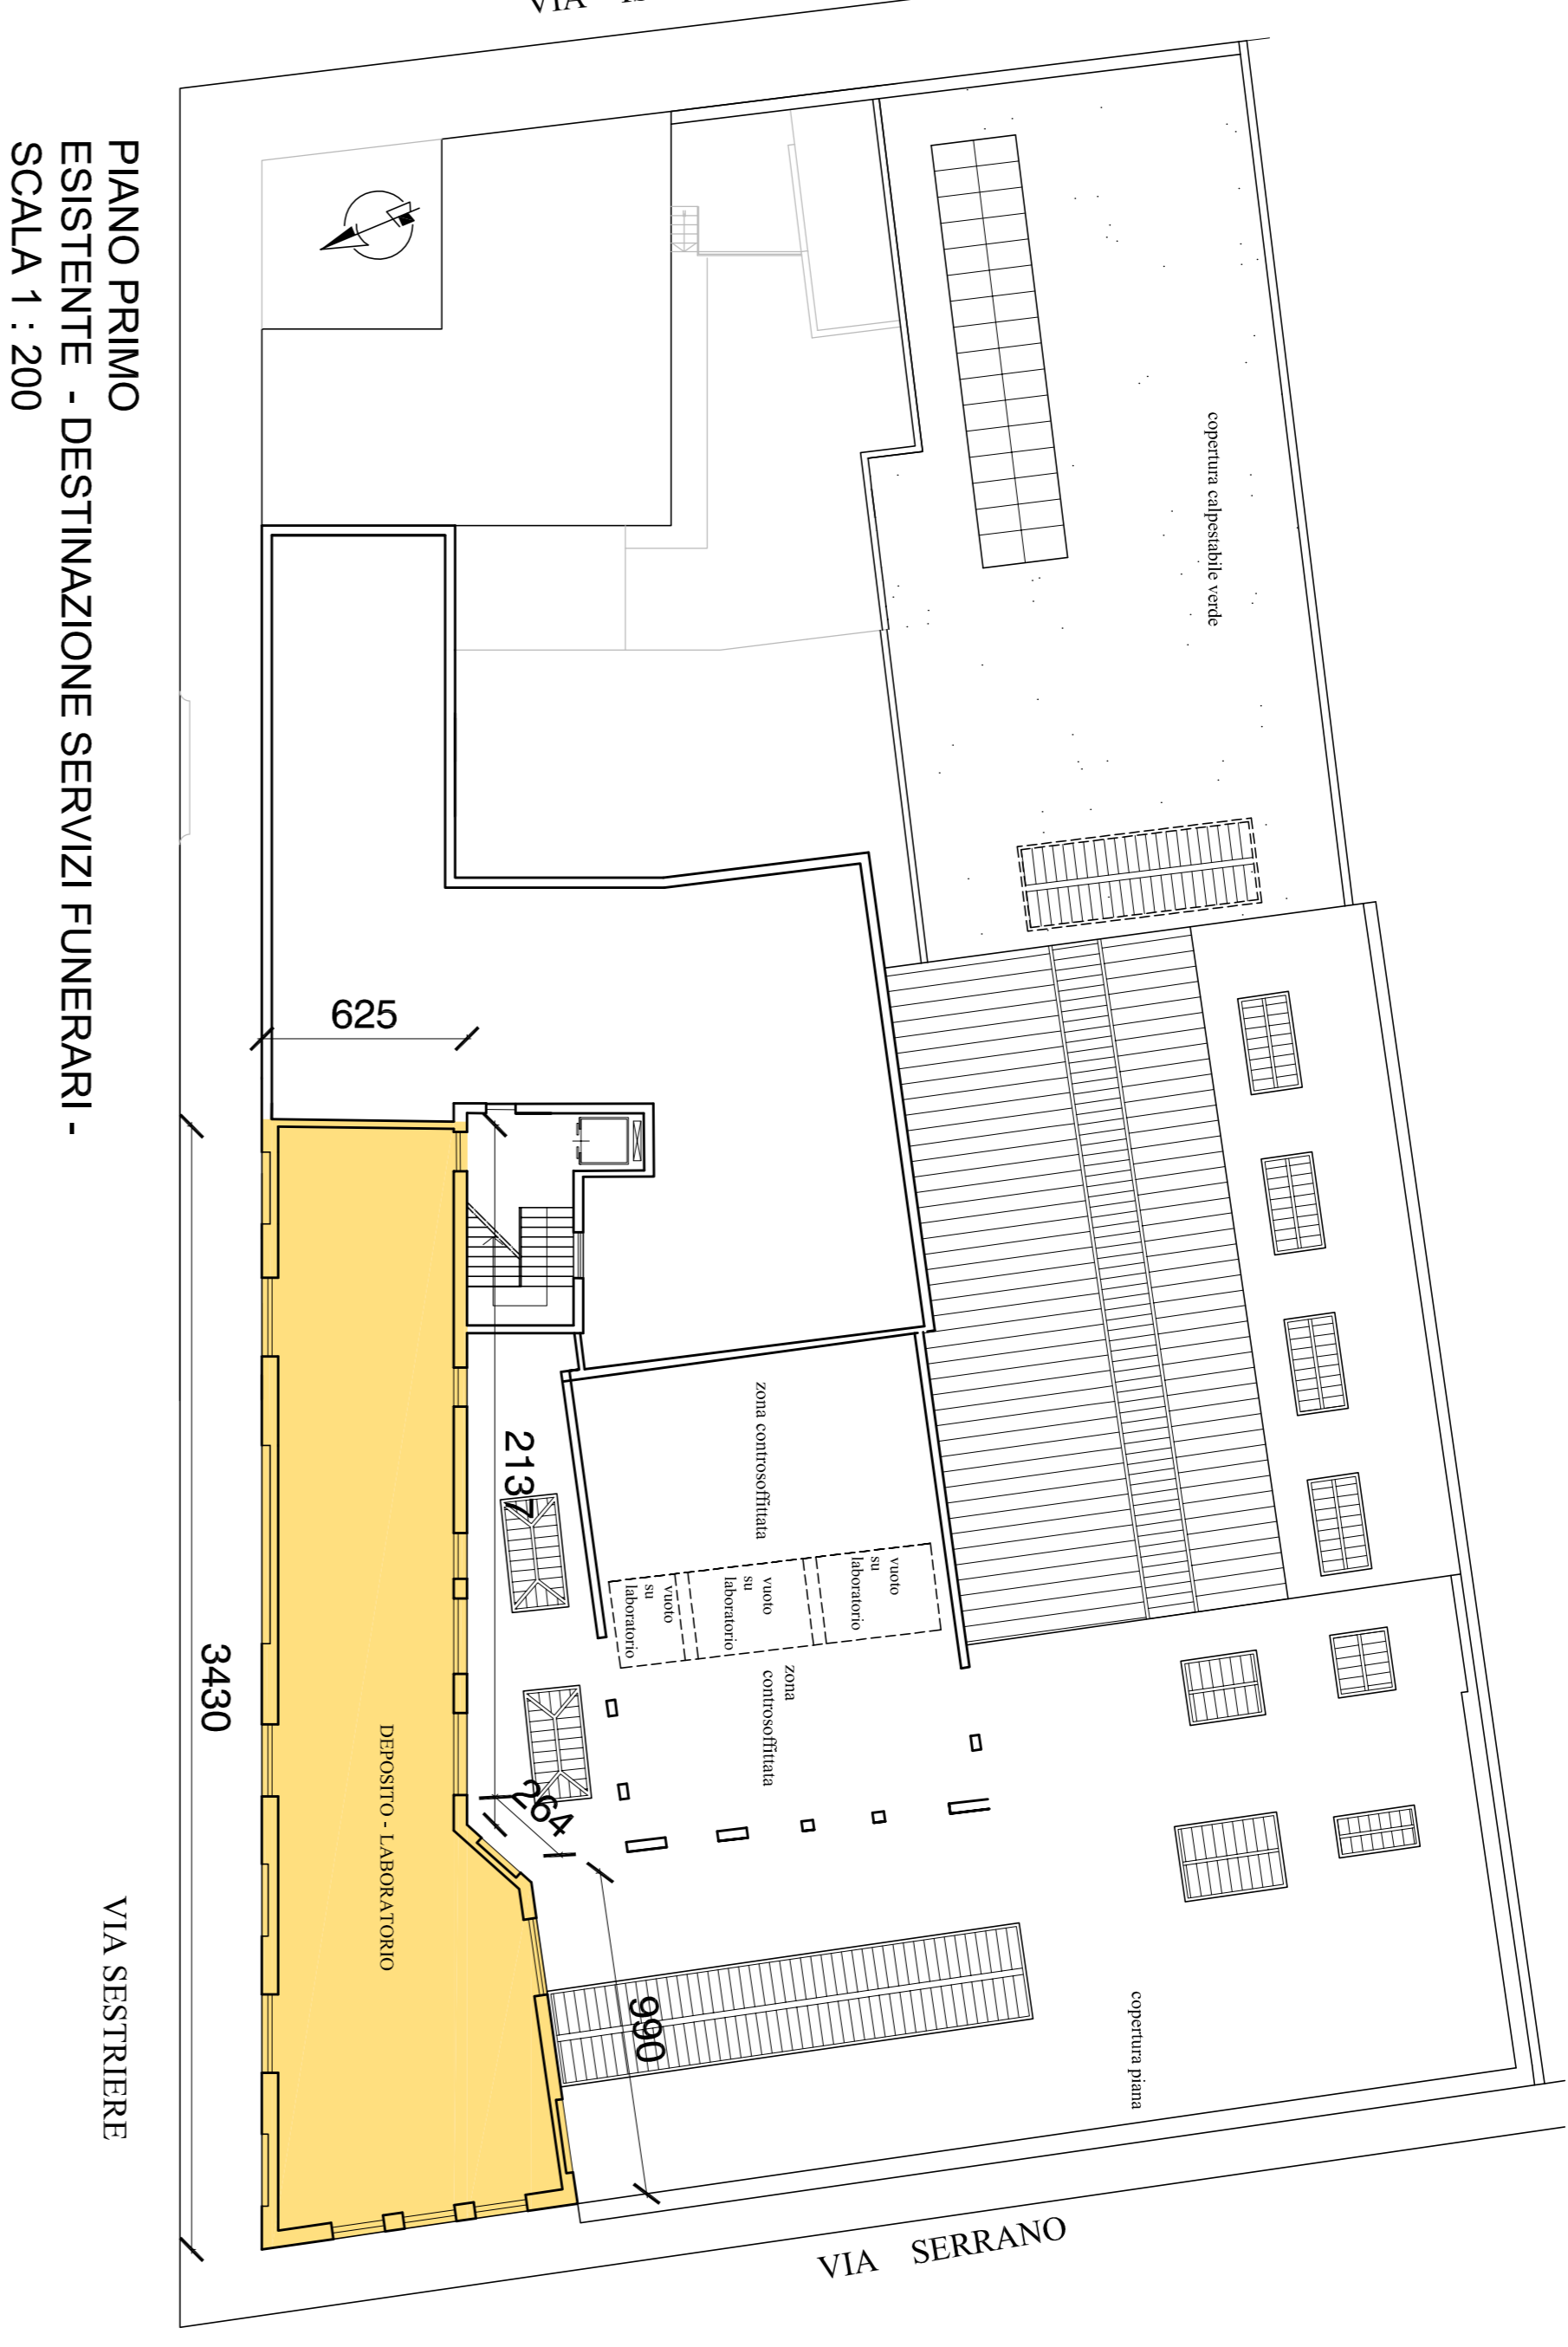 PIANO PRIMO
ESISTENTE - DESTINAZIONE SERVIZI FUNERARI -
SCALA 1 : 200
VIA
copertura calpestabile verde
625
2137
zona controsoffittata
vuoto
su
laboratorio
vuoto
su
laboratorio
vuoto
su
laboratorio
zona
controsoffittata
264
990
3430
DEPOSITO - LABORATORIO
copertura piana
VIA SESTRIERE
VIA SERRANO